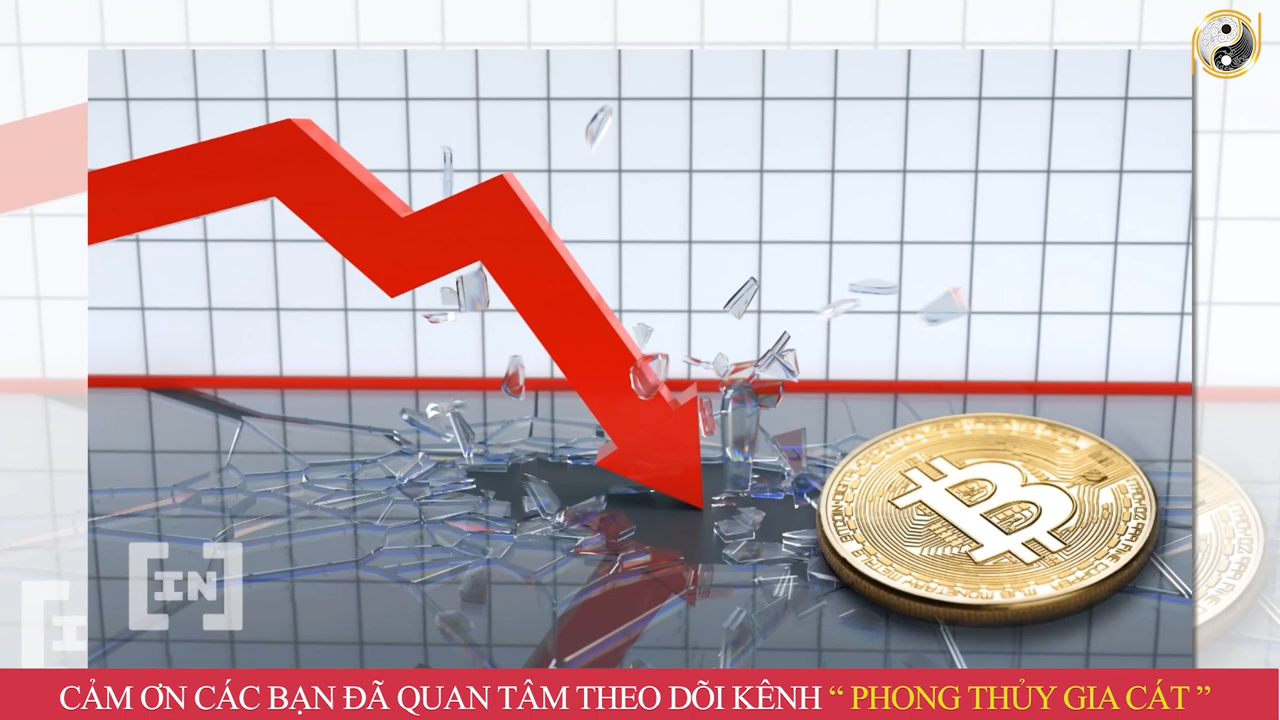 IN
CẢM ƠN CÁC BẠN ĐÃ QUAN TÂM THEO DÕI KÊNH “ PHONG THỦY GIA CÁT ”